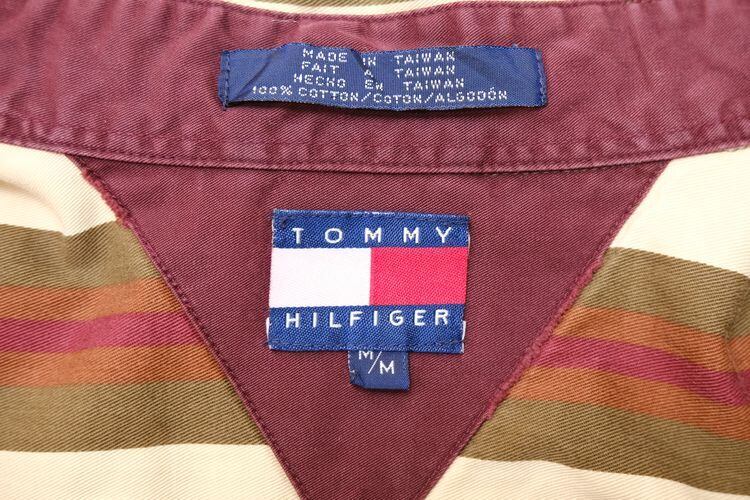 MADE IN TAIWAN
FAIT A TAIWAN
HECHO EN TAIWAN
100% COTTON/COTON/ALGODÓN
TOMMY
HILFIGER
M/M